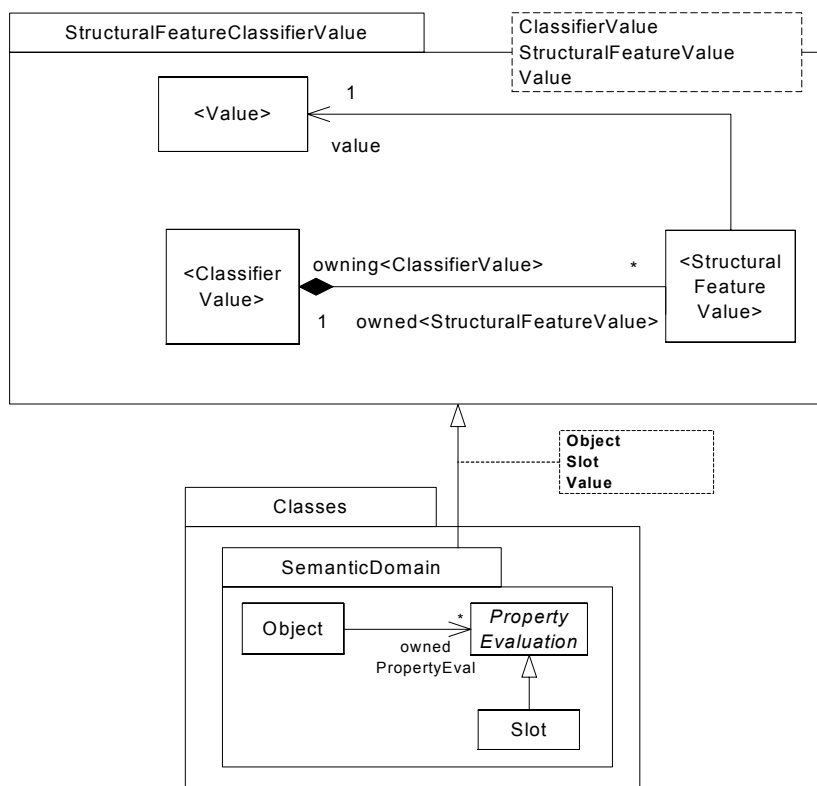 StructuralFeatureClassifierValue
ClassifierValue
StructuralFeatureValue
Value
<Value>
1
value
<Classifier
Value>
owning<ClassifierValue>
*
1
owned<StructuralFeatureValue>
<Structural
Feature
Value>
Object
Slot
Value
Classes
SemanticDomain
Object
*
owned
PropertyEval
Property
Evaluation
Slot